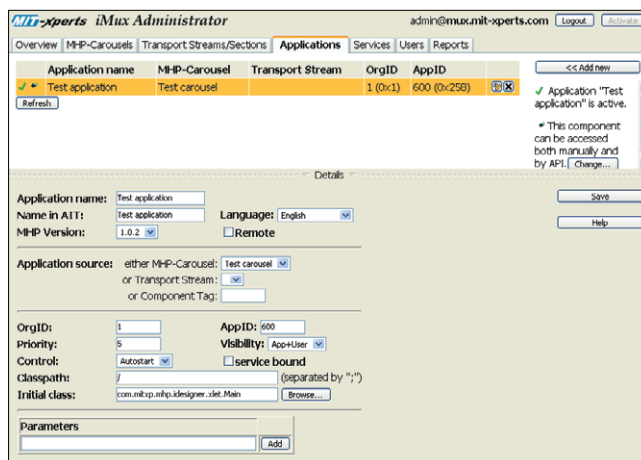 MIT-xperts iMux Administrator
admin@mux.mit-xperts.com Logout Activate
Overview MHP-Carousels Transport Streams/Sections Applications Services Users Reports
Application name MHP-Carousel Transport Stream OrgID AppID
Test application Test carousel 1 (0x1) 600 (0x258)
Refresh
<< Add new
Application "Test
application" is active.
This component
can be accessed
both manually and
by API. Change...
Details
Application name: Test application
Save
Name in AIT: Test application Language: English
Help
MHP Version: 1.0.2 Remote
Application source: either MHP-Carousel: Test carousel
or Transport Stream:
or Component Tag:
OrgID: 1 AppID: 600
Priority: 5 Visibility: App+User
Control: Autostart service bound
Classpath: / (separated by ";")
Initial class: com.mitxp.mhp.idesigner.xlet.Main Browse...
Parameters
Add